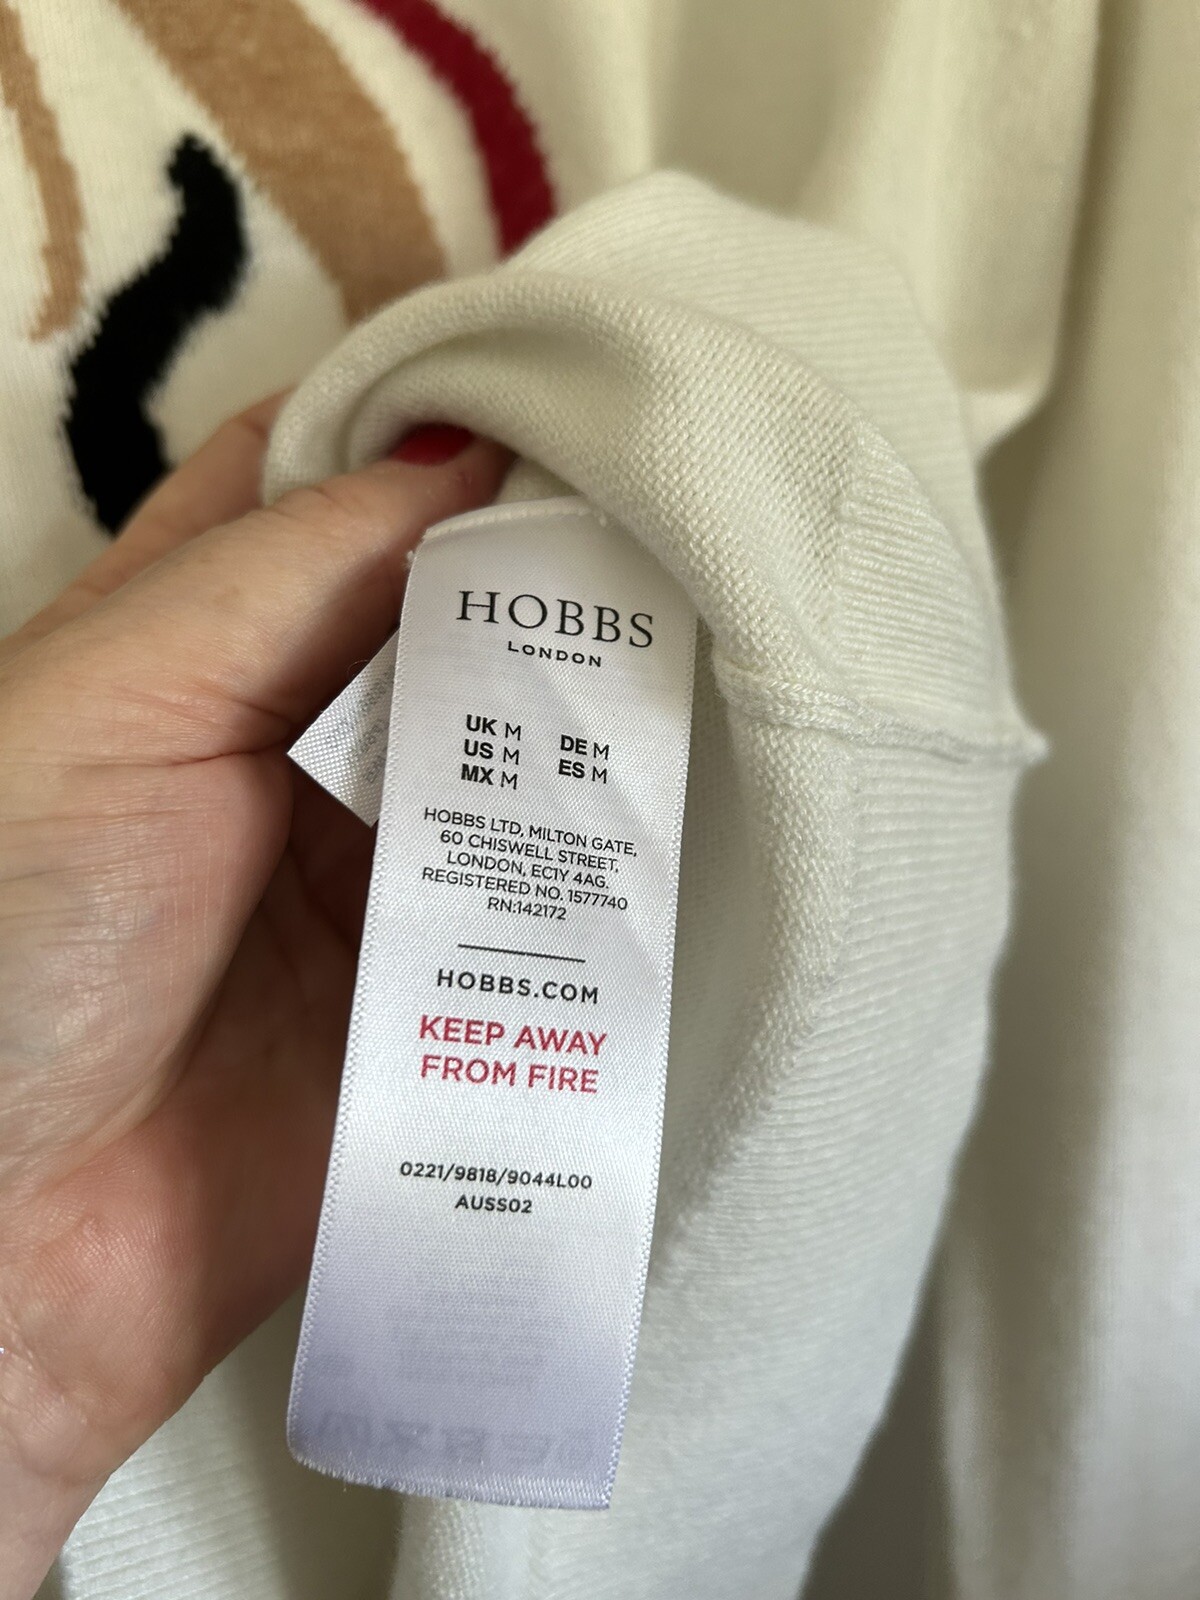 HOBBS
LONDON
UK M
US M
MX M
DE M
ES M
HOBBS LTD, MILTON GATE,
60 CHISWELL STREET,
LONDON, EC1Y 4AG.
REGISTERED NO. 1577740
RN:142172
HOBBS.COM
KEEP AWAY
FROM FIRE
0221/9818/9044L00
AUSS02